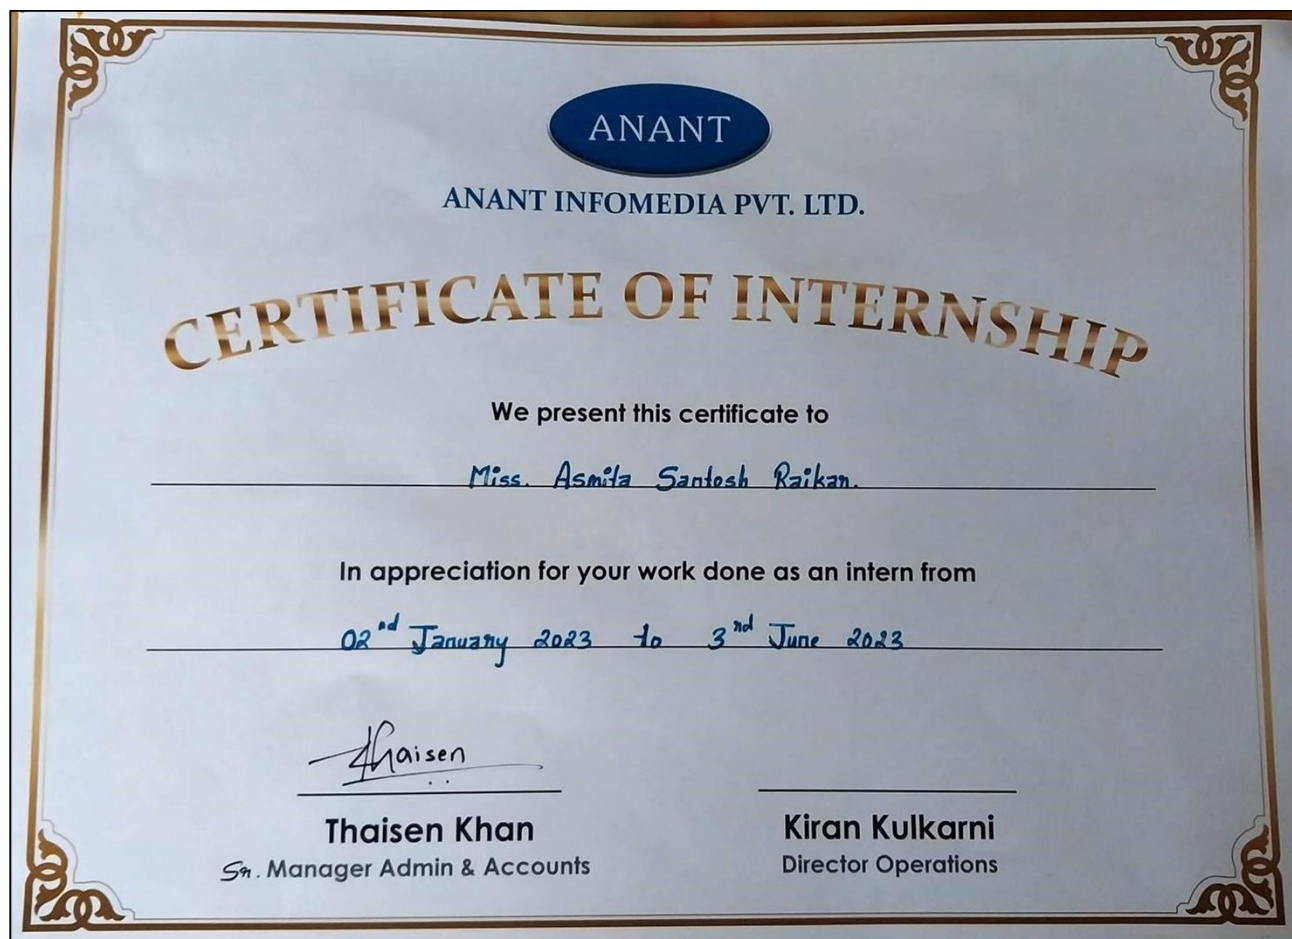 ANANT
ANANT INFOMEDIA PVT. LTD.
CERTIFICATE OF INTERNSHIP
We present this certificate to
Miss. Asmita Santosh Raikan.
In appreciation for your work done as an intern from
02nd January 2023 to 3nd June 2023
Thaisen
Thaisen Khan Kiran Kulkarni
Sr. Manager Admin & Accounts Director Operations